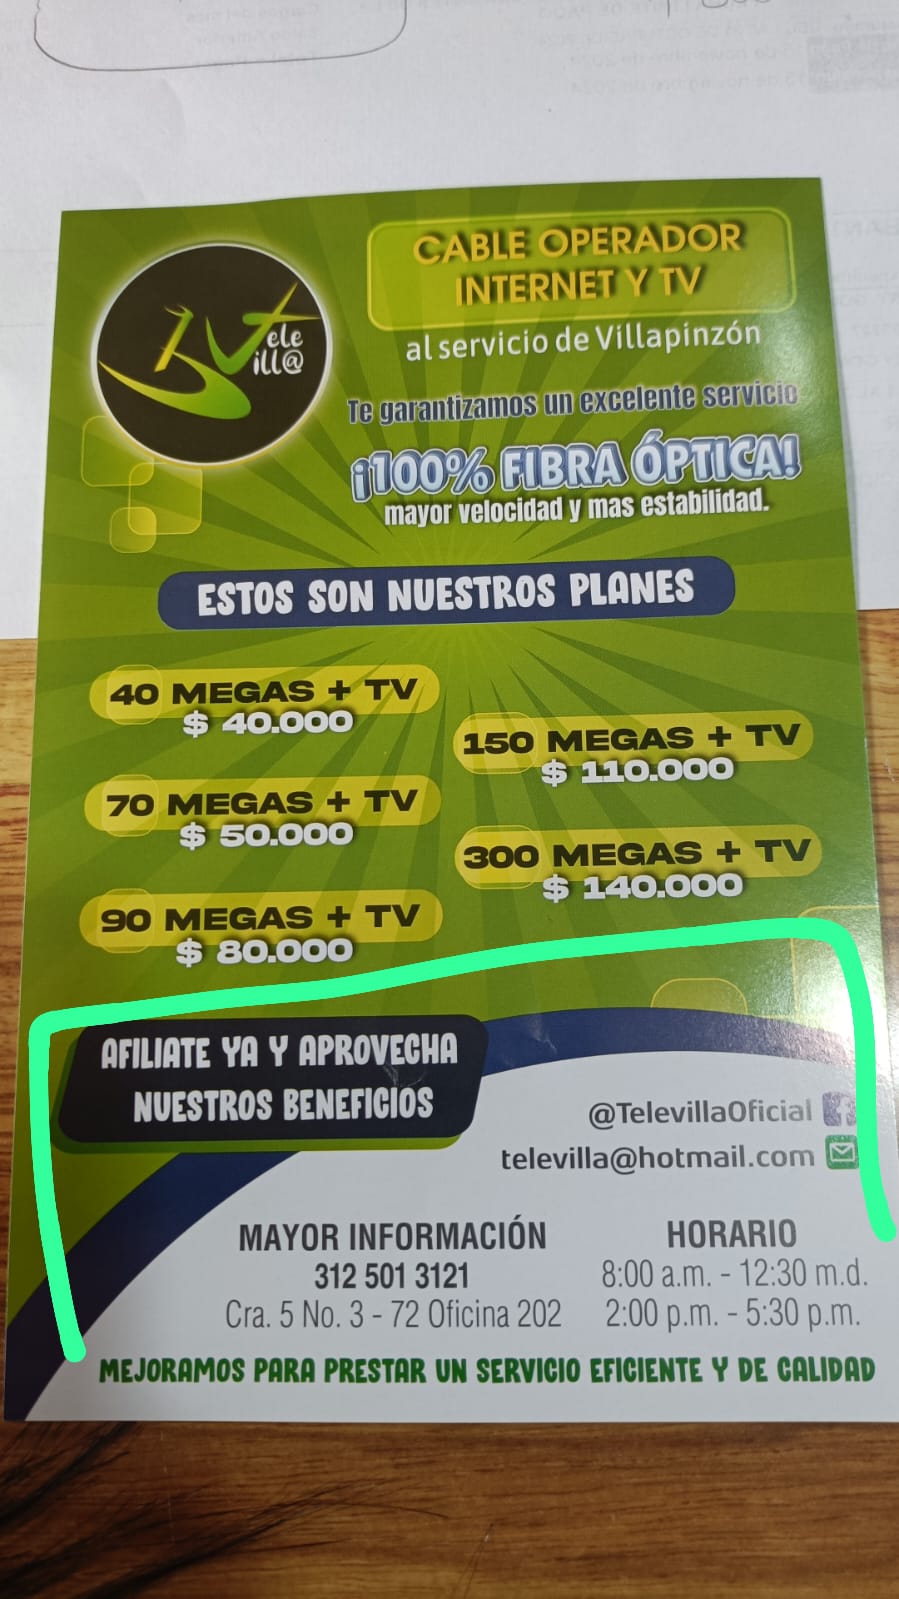 CABLE OPERADOR
INTERNET Y TV
al servicio de Villapinzón
Tele
Vill@
Te garantizamos un excelente servicio
¡100% FIBRA ÓPTICA!
mayor velocidad y mas estabilidad.
ESTOS SON NUESTROS PLANES
40 MEGAS + TV
$ 40.000
70 MEGAS + TV
$ 50.000
90 MEGAS + TV
$ 80.000
150 MEGAS + TV
$ 110.000
300 MEGAS + TV
$ 140.000
AFILIATE YA Y APROVECHA
NUESTROS BENEFICIOS
@TelevillaOficial
televilla@hotmail.com
MAYOR INFORMACIÓN
312 501 3121
Cra. 5 No. 3 - 72 Oficina 202
HORARIO
8:00 a.m. - 12:30 m.d.
2:00 p.m. - 5:30 p.m.
MEJORAMOS PARA PRESTAR UN SERVICIO EFICIENTE Y DE CALIDAD